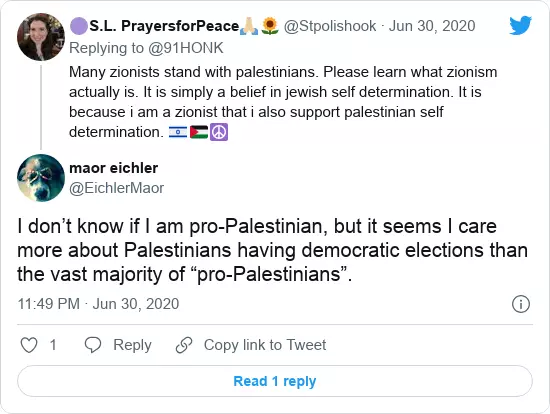 🟣S.L. PrayersforPeace🙏🏼🌻 @Stpolishook · Jun 30, 2020
Replying to @91HONK
Many zionists stand with palestinians. Please learn what zionism
actually is. It is simply a belief in jewish self determination. It is
because i am a zionist that i also support palestinian self
determination. 🇮🇱🇵🇸☮️
maor eichler
@EichlerMaor
I don’t know if I am pro-Palestinian, but it seems I care
more about Palestinians having democratic elections than
the vast majority of “pro-Palestinians”.
11:49 PM · Jun 30, 2020
1 Reply Copy link to Tweet
Read 1 reply